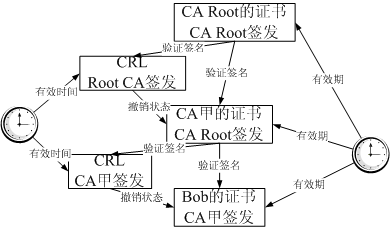 CA Root的证书
CA Root签发
验证签名
CRL
Root CA签发
验证签名
有效期
有效时间
撤销状态
CA甲的证书
CA Root签发
有效期
验证签名
有效时间
CRL
CA甲签发
验证签名
有效期
撤销状态
Bob的证书
CA甲签发